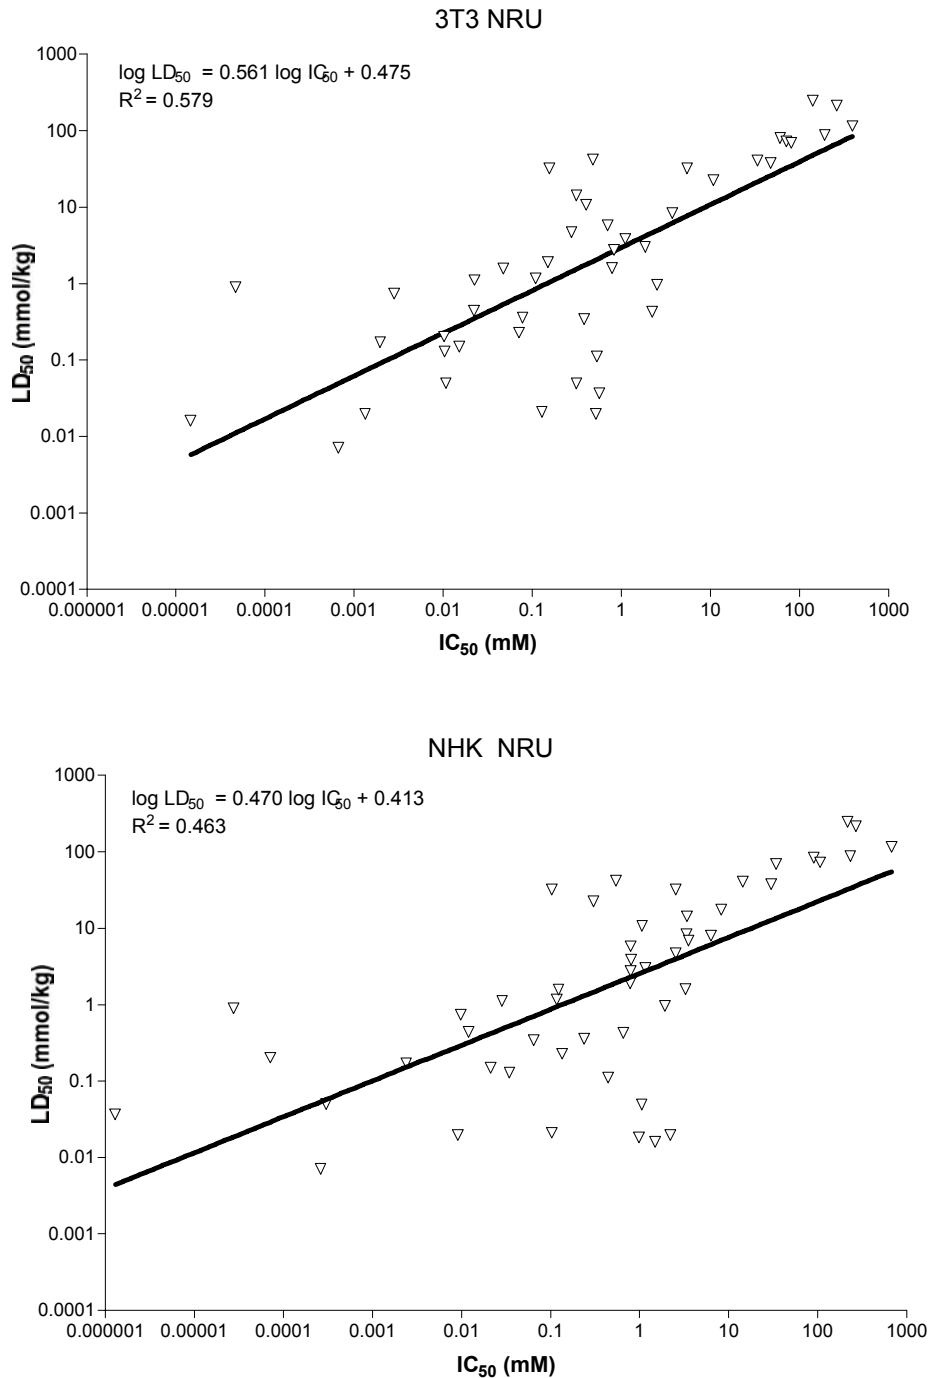 3T3 NRU
log LD50 = 0.561 log IC50 + 0.475
R2 = 0.579
1000
100
10
1
0.1
0.01
0.001
0.0001
LD50 (mmol/kg)
0.000001 0.00001 0.0001 0.001 0.01 0.1 1 10 100 1000
IC50 (mM)
NHK NRU
log LD50 = 0.470 log IC50 + 0.413
R2 = 0.463
1000
100
10
1
0.1
0.01
0.001
0.0001
LD50 (mmol/kg)
0.000001 0.00001 0.0001 0.001 0.01 0.1 1 10 100 1000
IC50 (mM)